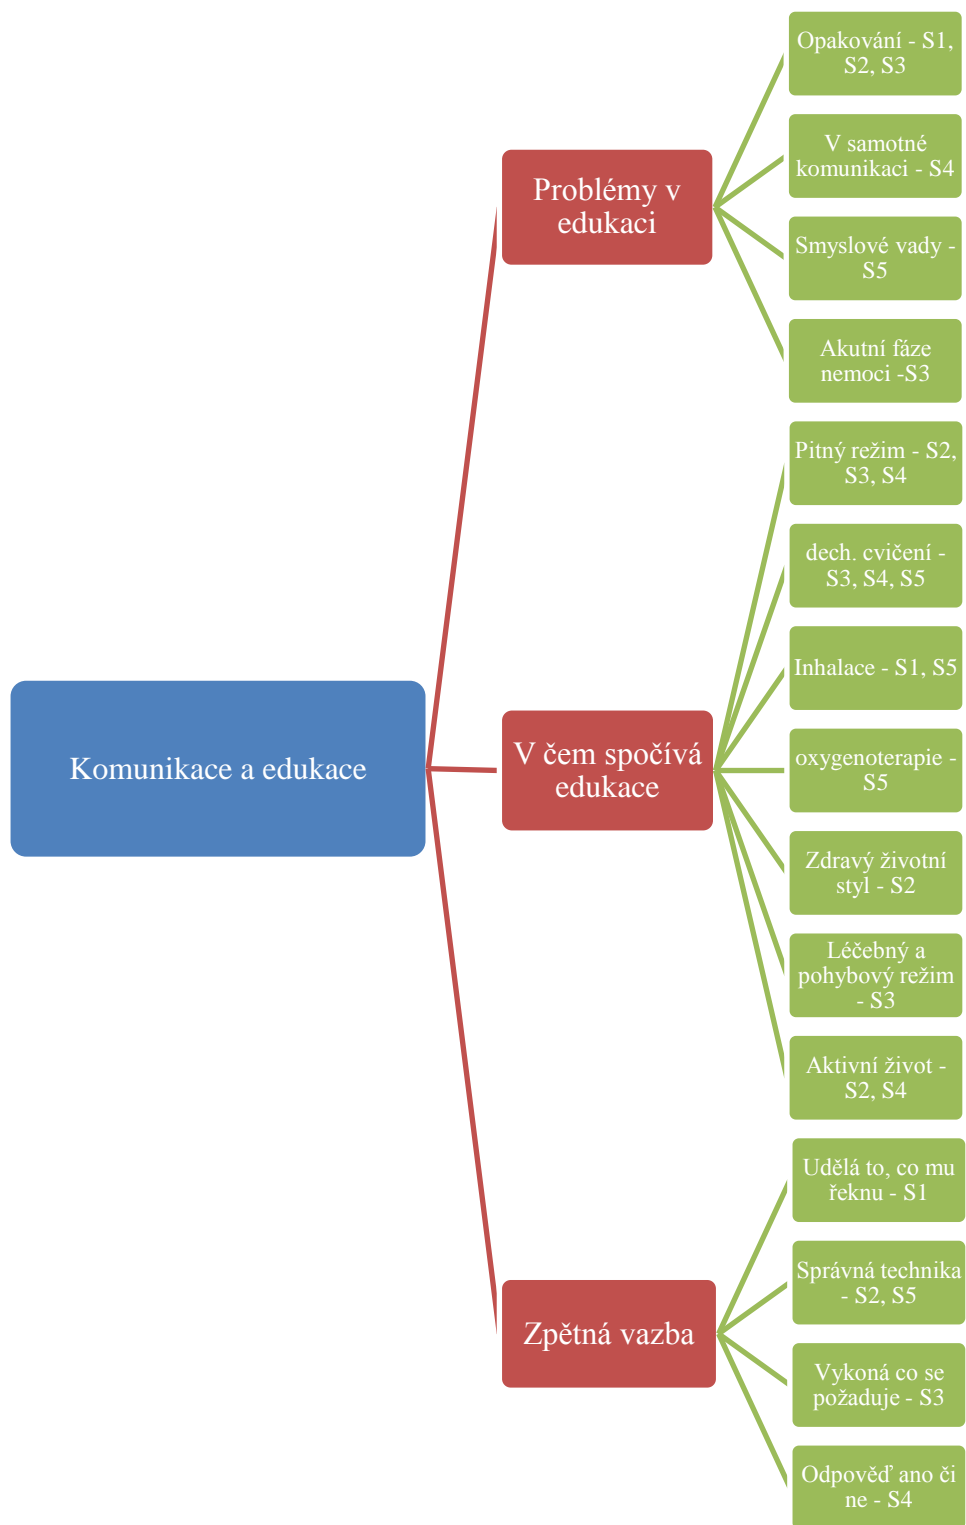 Komunikace a edukace
Problémy v
edukaci
Opakování - S1,
S2, S3
V samotné
komunikaci - S4
Smyslové vady -
S5
Akutní fáze
nemoci -S3
V čem spočívá
edukace
Pitný režim - S2,
S3, S4
dech. cvičení -
S3, S4, S5
Inhalace - S1, S5
oxygenoterapie -
S5
Zdravý životní
styl - S2
Léčebný a
pohybový režim
- S3
Aktivní život -
S2, S4
Zpětná vazba
Udělá to, co mu
řeknu - S1
Správná technika
- S2, S5
Vykoná co se
požaduje - S3
Odpověď ano či
ne - S4